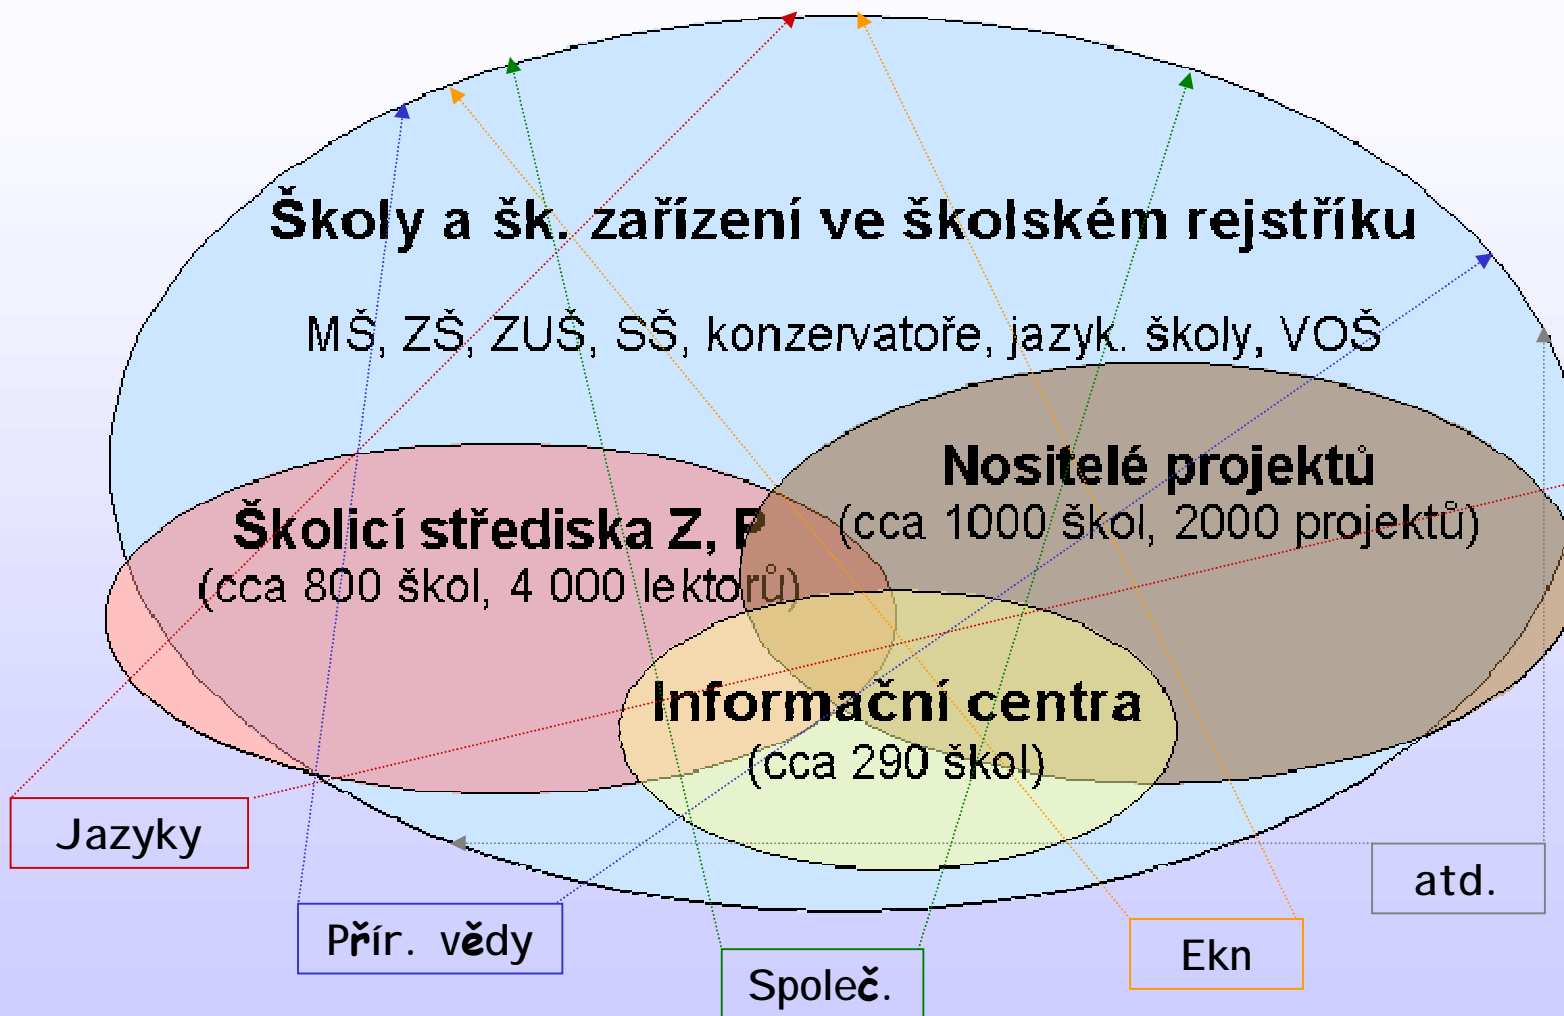 Školy a šk. zařízení ve školském rejstříku
MŠ, ZŠ, ZUŠ, SŠ, konzervatoře, jazyk. školy, VOŠ
Nositelé projektů
(cca 1000 škol, 2000 projektů)
Školicí střediska Z, P
(cca 800 škol, 4 000 lektorů)
Informační centra
(cca 290 škol)
Jazyky
Přír. vědy
Společ.
Ekn
atd.